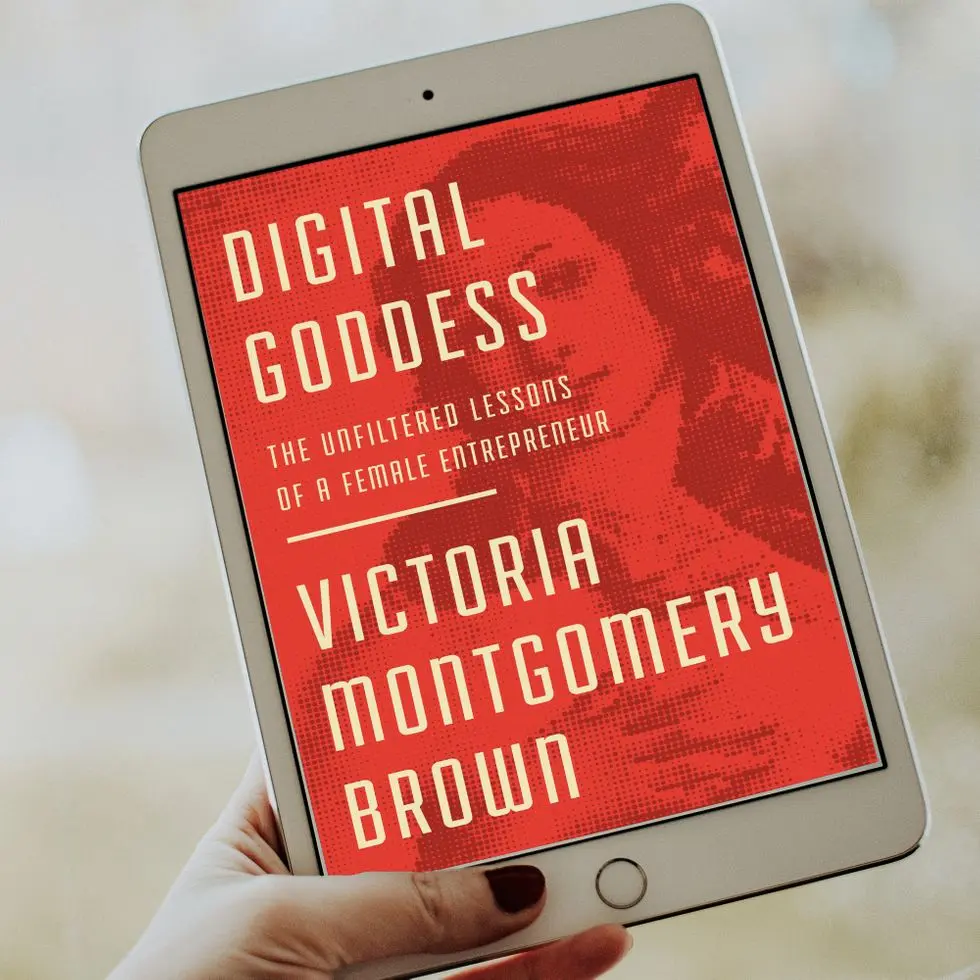 DIGITAL
GODDESS
THE UNFILTERED LESSONS
OF A FEMALE ENTREPRENEUR
VICTORIA
MONTGOMERY
BROWN